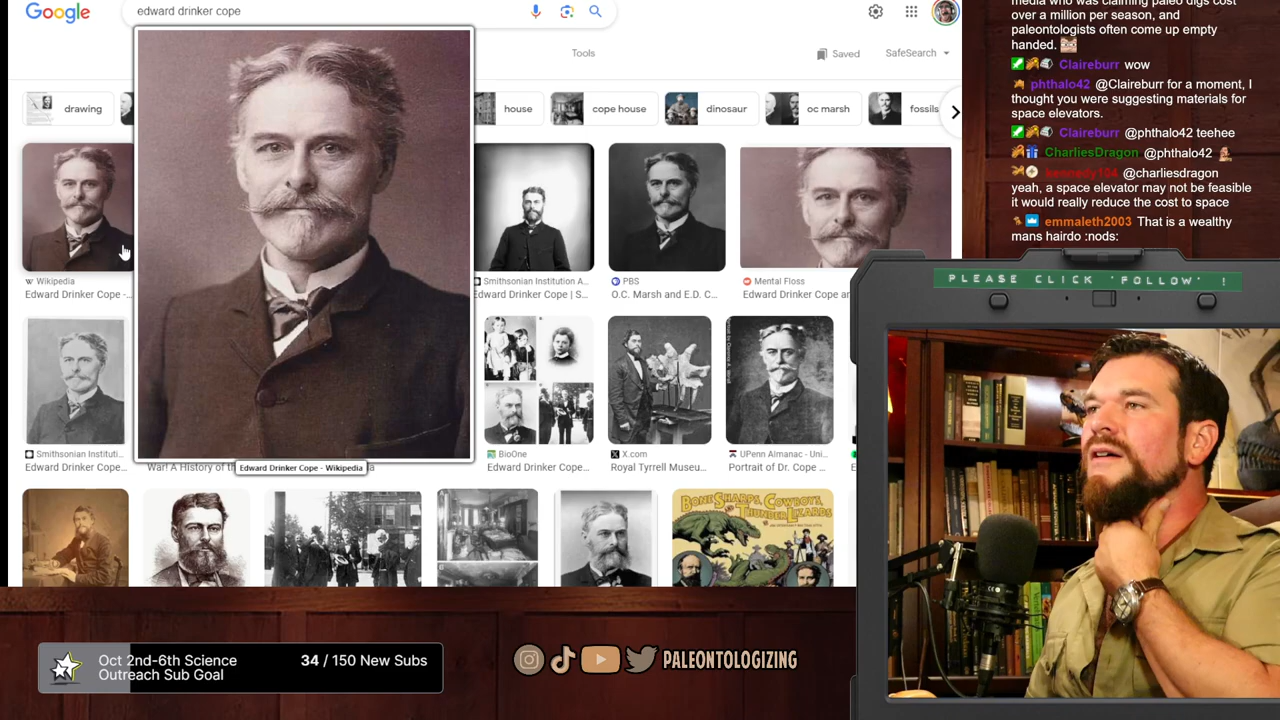 Google
edward drinker cope
Tools
Saved
SafeSearch
drawing
house
cope house
dinosaur
oc marsh
fossils
Wikipedia
Edward Drinker Cope -...
Smithsonian Institution A...
Edward Drinker Cope | S...
PBS
O.C. Marsh and E.D. C...
Mental Floss
Edward Drinker Cope an
Smithsonian Instituti...
Edward Drinker Cope...
War! A History of th
Edward Drinker Cope - Wikipedia
BioOne
Edward Drinker Cope...
X.com
Royal Tyrrell Museu...
UPenn Almanac - Uni...
Portrait of Dr. Cope ...
BONE SHARPS, COWBOYS,
AND THUNDER LIZARDS
media who was claiming paleo digs cost
over a million per season, and
paleontologists often come up empty
handed.
Claireburr wow
phthalo42 @Claireburr for a moment, I
thought you were suggesting materials for
space elevators.
Claireburr @phthalo42 teehee
CharliesDragon @phthalo42
kennedy104 @charliesdragon
yeah, a space elevator may not be feasible
it would really reduce the cost to space
emmaleth2003 That is a wealthy
mans hairdo :nods:
PLEASE CLICK 'FOLLOW' !
Oct 2nd-6th Science
Outreach Sub Goal
34 / 150 New Subs
PALEONTOLOGIZING